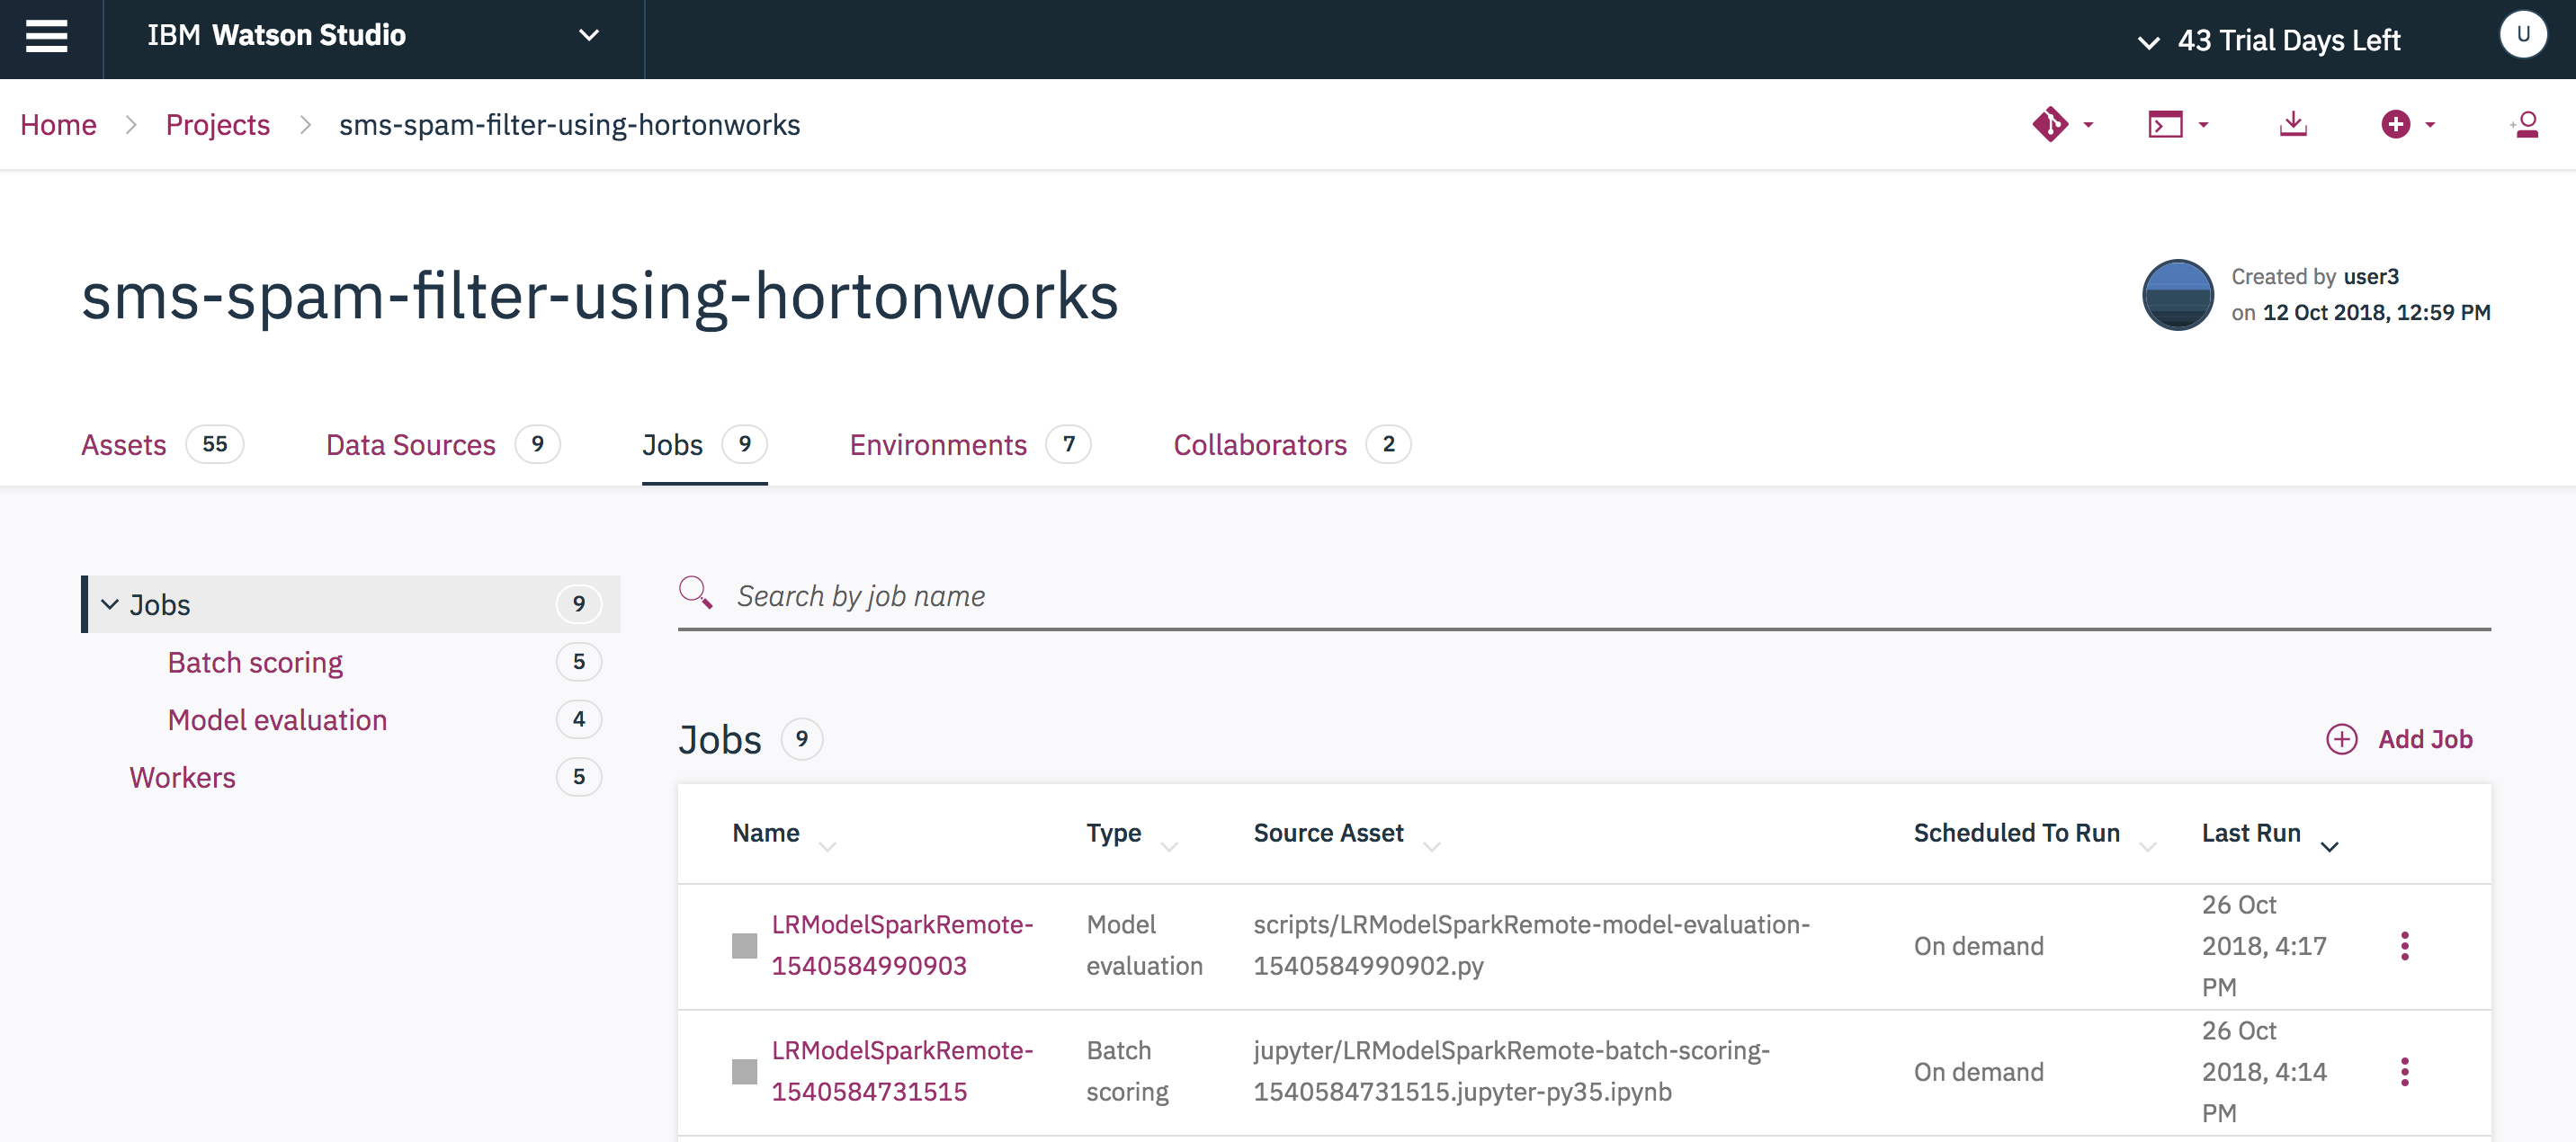 IBM Watson Studio
43 Trial Days Left
U
Home
Projects
sms-spam-filter-using-hortonworks
sms-spam-filter-using-hortonworks
Created by user3
on 12 Oct 2018, 12:59 PM
Assets 55
Data Sources 9
Jobs 9
Environments 7
Collaborators 2
Jobs 9
Batch scoring 5
Model evaluation 4
Workers 5
Search by job name
Jobs 9
Add Job
Name
Type
Source Asset
Scheduled To Run
Last Run
LRModelSparkRemote-
1540584990903
Model
evaluation
scripts/LRModelSparkRemote-model-evaluation-
1540584990902.py
On demand
26 Oct
2018, 4:17
PM
LRModelSparkRemote-
1540584731515
Batch
scoring
jupyter/LRModelSparkRemote-batch-scoring-
1540584731515.jupyter-py35.ipynb
On demand
26 Oct
2018, 4:14
PM